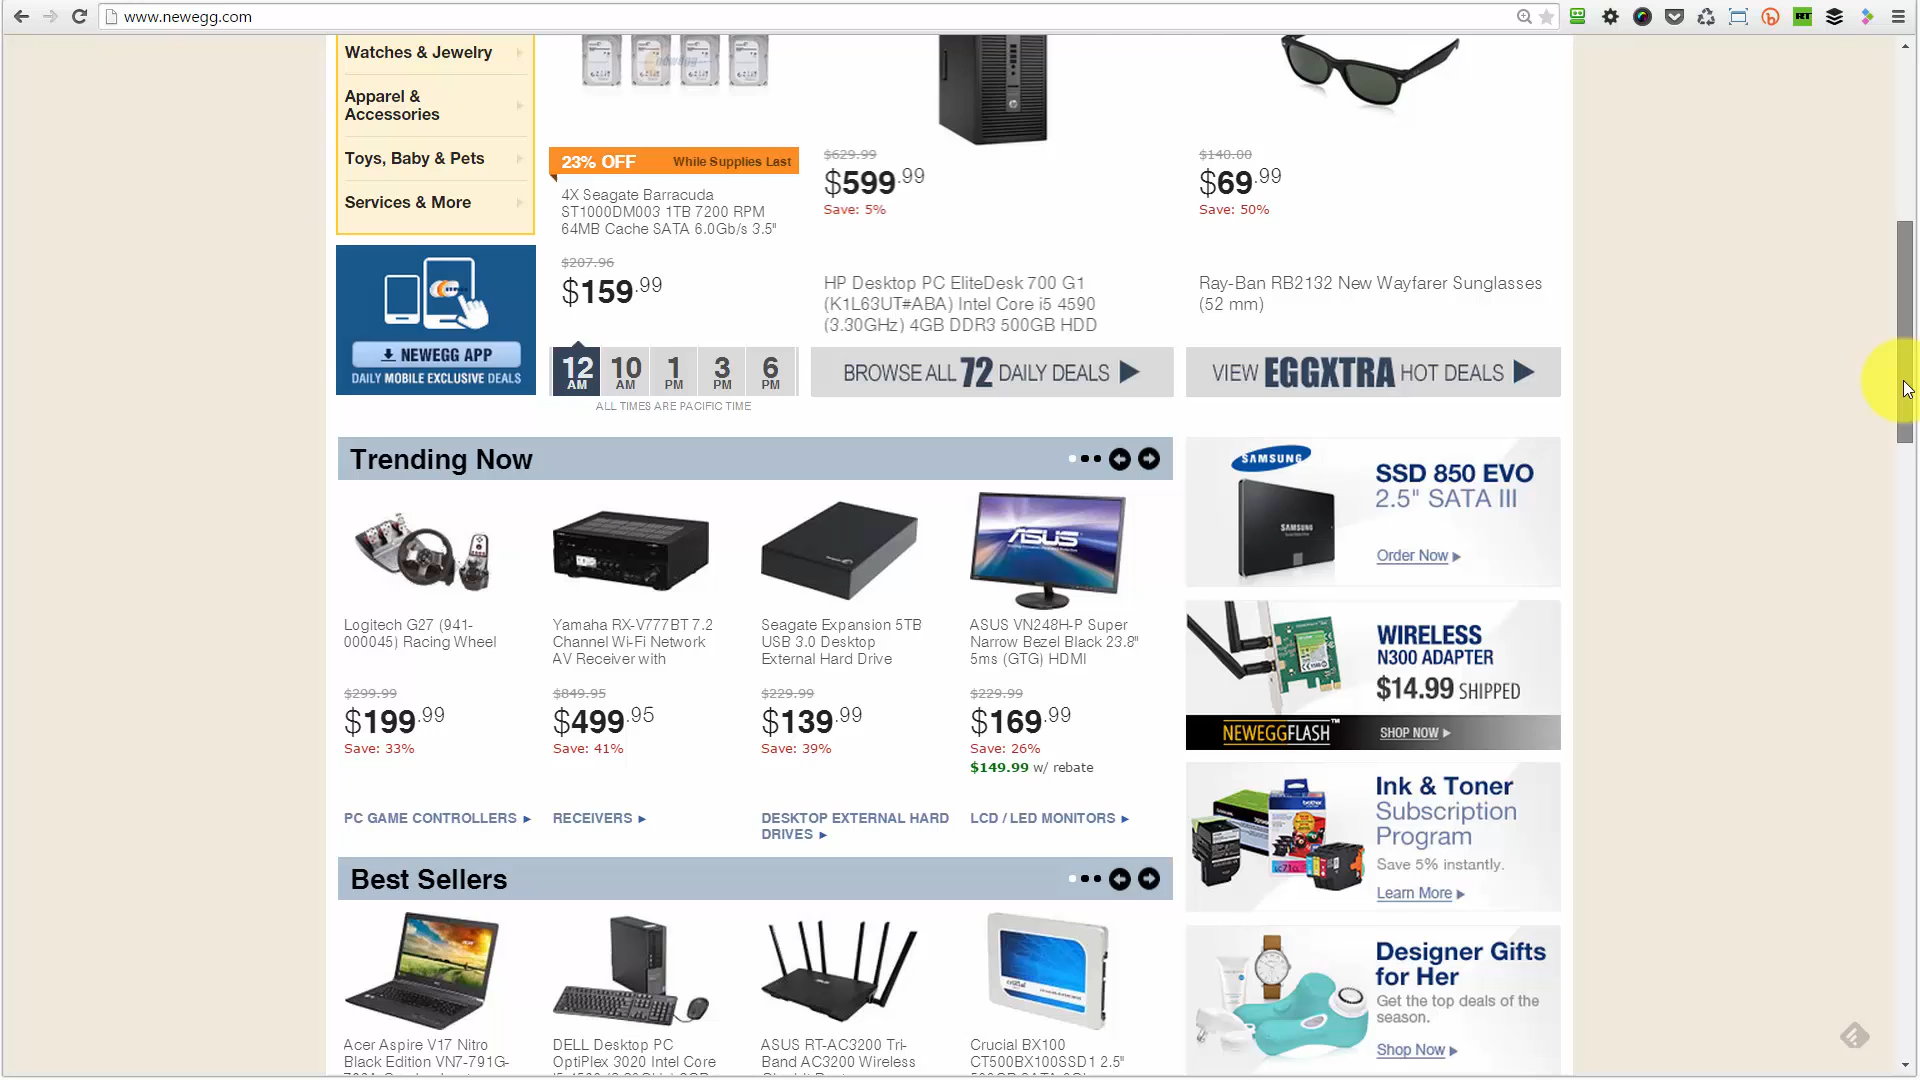 www.newegg.com
Watches & Jewelry
Apparel &
Accessories
Toys, Baby & Pets
Services & More
NEWEGG APP
DAILY MOBILE EXCLUSIVE DEALS
23% OFF While Supplies Last
4X Seagate Barracuda
ST1000DM003 1TB 7200 RPM
64MB Cache SATA 6.0Gb/s 3.5"
$207.96
$159.99
12 AM 10 AM 1 PM 3 PM 6 PM
ALL TIMES ARE PACIFIC TIME
$629.99
$599.99
Save: 5%
HP Desktop PC EliteDesk 700 G1
(K1L63UT#ABA) Intel Core i5 4590
(3.30GHz) 4GB DDR3 500GB HDD
BROWSE ALL 72 DAILY DEALS
$140.00
$69.99
Save: 50%
Ray-Ban RB2132 New Wayfarer Sunglasses
(52 mm)
VIEW EGGXTRA HOT DEALS
Trending Now
ASUS
Logitech G27 (941-
000045) Racing Wheel
$299.99
$199.99
Save: 33%
PC GAME CONTROLLERS
Yamaha RX-V777BT 7.2
Channel Wi-Fi Network
AV Receiver with
$849.95
$499.95
Save: 41%
RECEIVERS
Seagate Expansion 5TB
USB 3.0 Desktop
External Hard Drive
$229.99
$139.99
Save: 39%
DESKTOP EXTERNAL HARD
DRIVES
ASUS VN248H-P Super
Narrow Bezel Black 23.8"
5ms (GTG) HDMI
$229.99
$169.99
Save: 26%
$149.99 w/ rebate
LCD / LED MONITORS
SAMSUNG
SSD 850 EVO
2.5" SATA III
SAMSUNG
Order Now
WIRELESS
N300 ADAPTER
$14.99 SHIPPED
NEWEGGFLASH™ SHOP NOW
Ink & Toner
Subscription
Program
Save 5% instantly.
Learn More
Designer Gifts
for Her
Get the top deals of the
season.
Shop Now
Best Sellers
Acer Aspire V17 Nitro
Black Edition VN7-791G-
DELL Desktop PC
OptiPlex 3020 Intel Core
ASUS RT-AC3200 Tri-
Band AC3200 Wireless
Crucial BX100
CT500BX100SSD1 2.5"